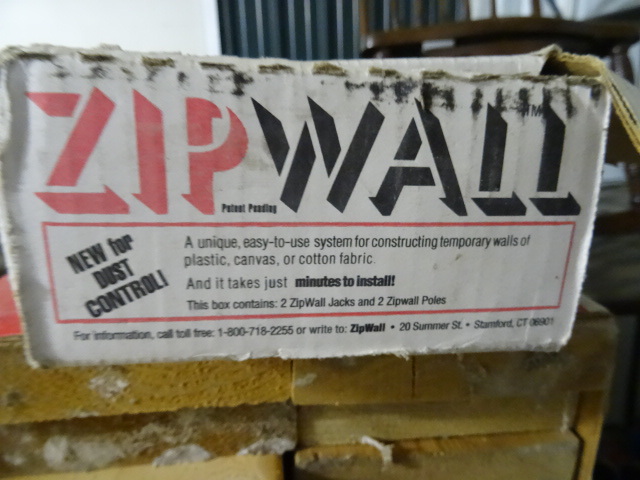 ZIPWALL™
Patent Pending
NEW for
DUST
CONTROL!
A unique, easy-to-use system for constructing temporary walls of
plastic, canvas, or cotton fabric.
And it takes just minutes to install!
This box contains: 2 ZipWall Jacks and 2 Zipwall Poles
For information, call toll free: 1-800-718-2255 or write to: ZipWall • 20 Summer St. • Stamford, CT 06901